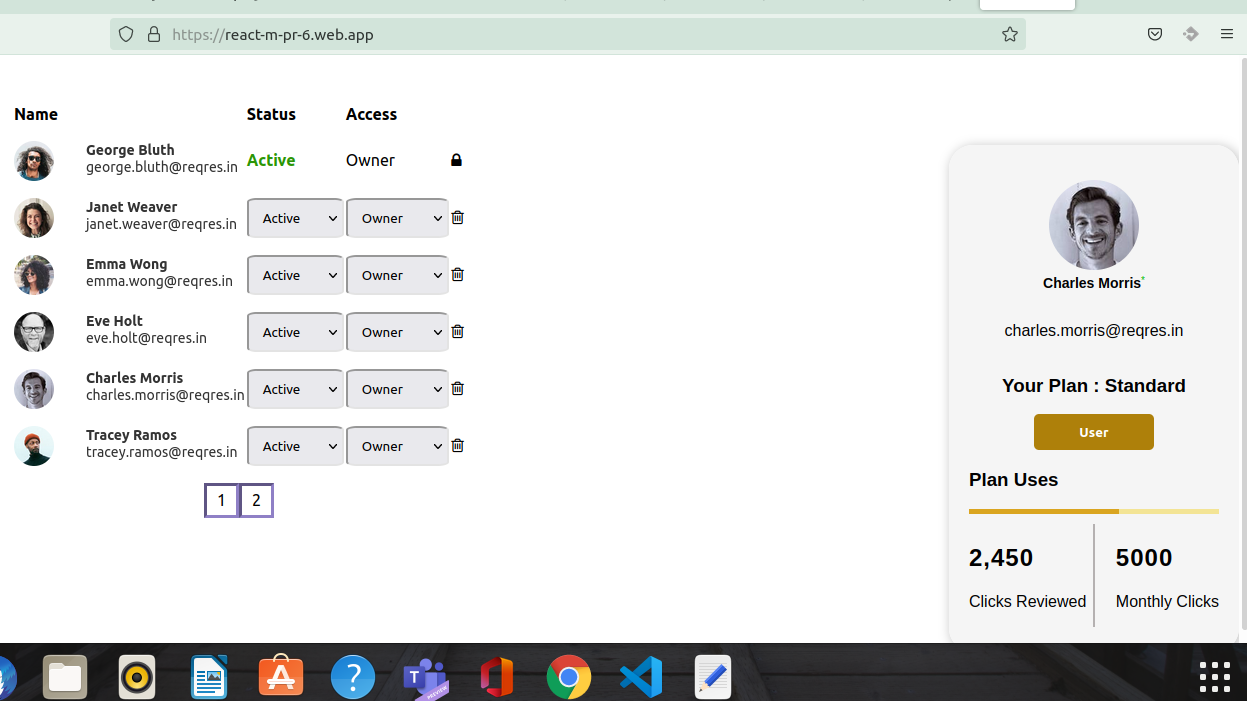 https://react-m-pr-6.web.app
Name Status Access
George Bluth
george.bluth@reqres.in Active Owner
Janet Weaver
janet.weaver@reqres.in Active Owner
Emma Wong
emma.wong@reqres.in Active Owner
Eve Holt
eve.holt@reqres.in Active Owner
Charles Morris
charles.morris@reqres.in Active Owner
Tracey Ramos
tracey.ramos@reqres.in Active Owner
1 2
Charles Morris*
charles.morris@reqres.in
Your Plan : Standard
User
Plan Uses
2,450 5000
Clicks Reviewed Monthly Clicks
T PREVIEW